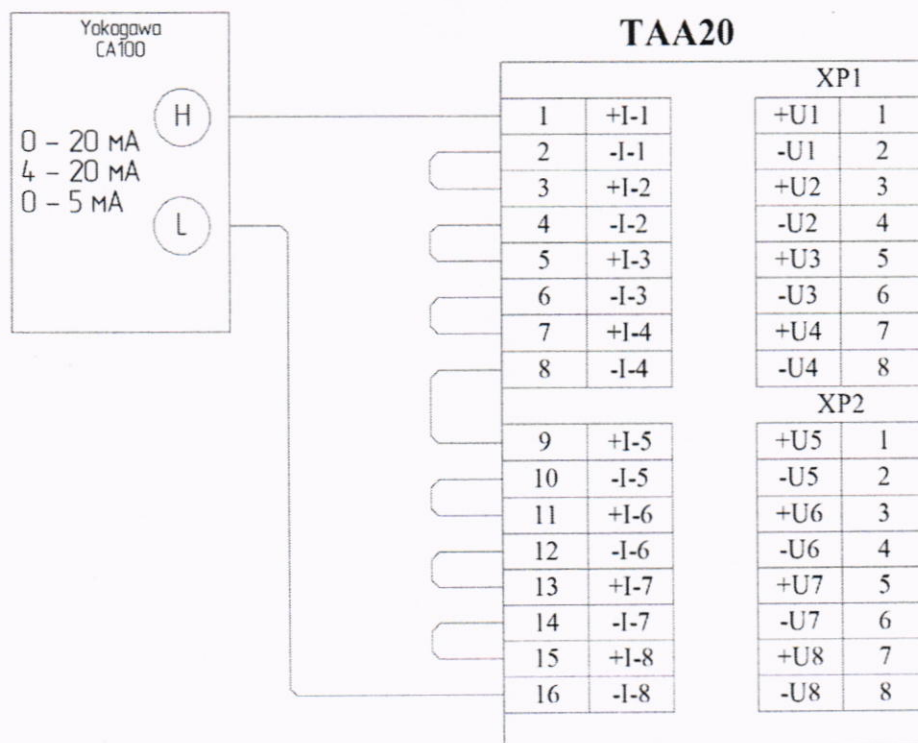 Yokogawa
CA100
H
0 – 20 мА
4 – 20 мА
0 – 5 мА
L
TAA20
XP1
1 +I-1 +U1 1
2 -I-1 -U1 2
3 +I-2 +U2 3
4 -I-2 -U2 4
5 +I-3 +U3 5
6 -I-3 -U3 6
7 +I-4 +U4 7
8 -I-4 -U4 8
XP2
9 +I-5 +U5 1
10 -I-5 -U5 2
11 +I-6 +U6 3
12 -I-6 -U6 4
13 +I-7 +U7 5
14 -I-7 -U7 6
15 +I-8 +U8 7
16 -I-8 -U8 8